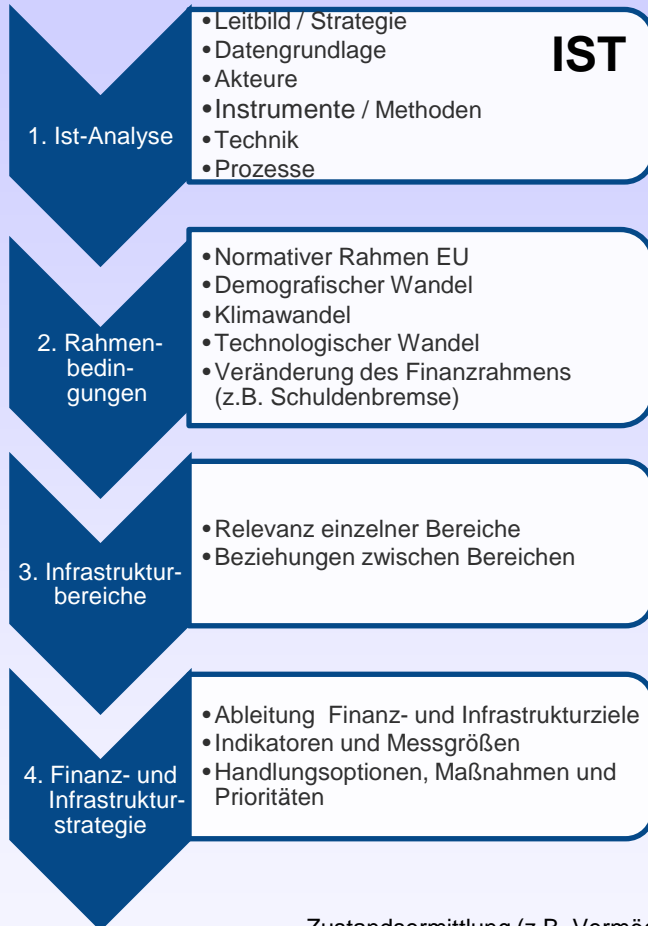 1. Ist-Analyse
•Leitbild / Strategie
•Datengrundlage
•Akteure
•Instrumente / Methoden
•Technik
•Prozesse
IST
2. Rahmen-
bedin-
gungen
•Normativer Rahmen EU
•Demografischer Wandel
•Klimawandel
•Technologischer Wandel
•Veränderung des Finanzrahmens
(z.B. Schuldenbremse)
3. Infrastruktur-
bereiche
•Relevanz einzelner Bereiche
•Beziehungen zwischen Bereichen
4. Finanz- und
Infrastruktur-
strategie
•Ableitung Finanz- und Infrastrukturziele
•Indikatoren und Messgrößen
•Handlungsoptionen, Maßnahmen und
Prioritäten
Zustandsermittlung (z.B.